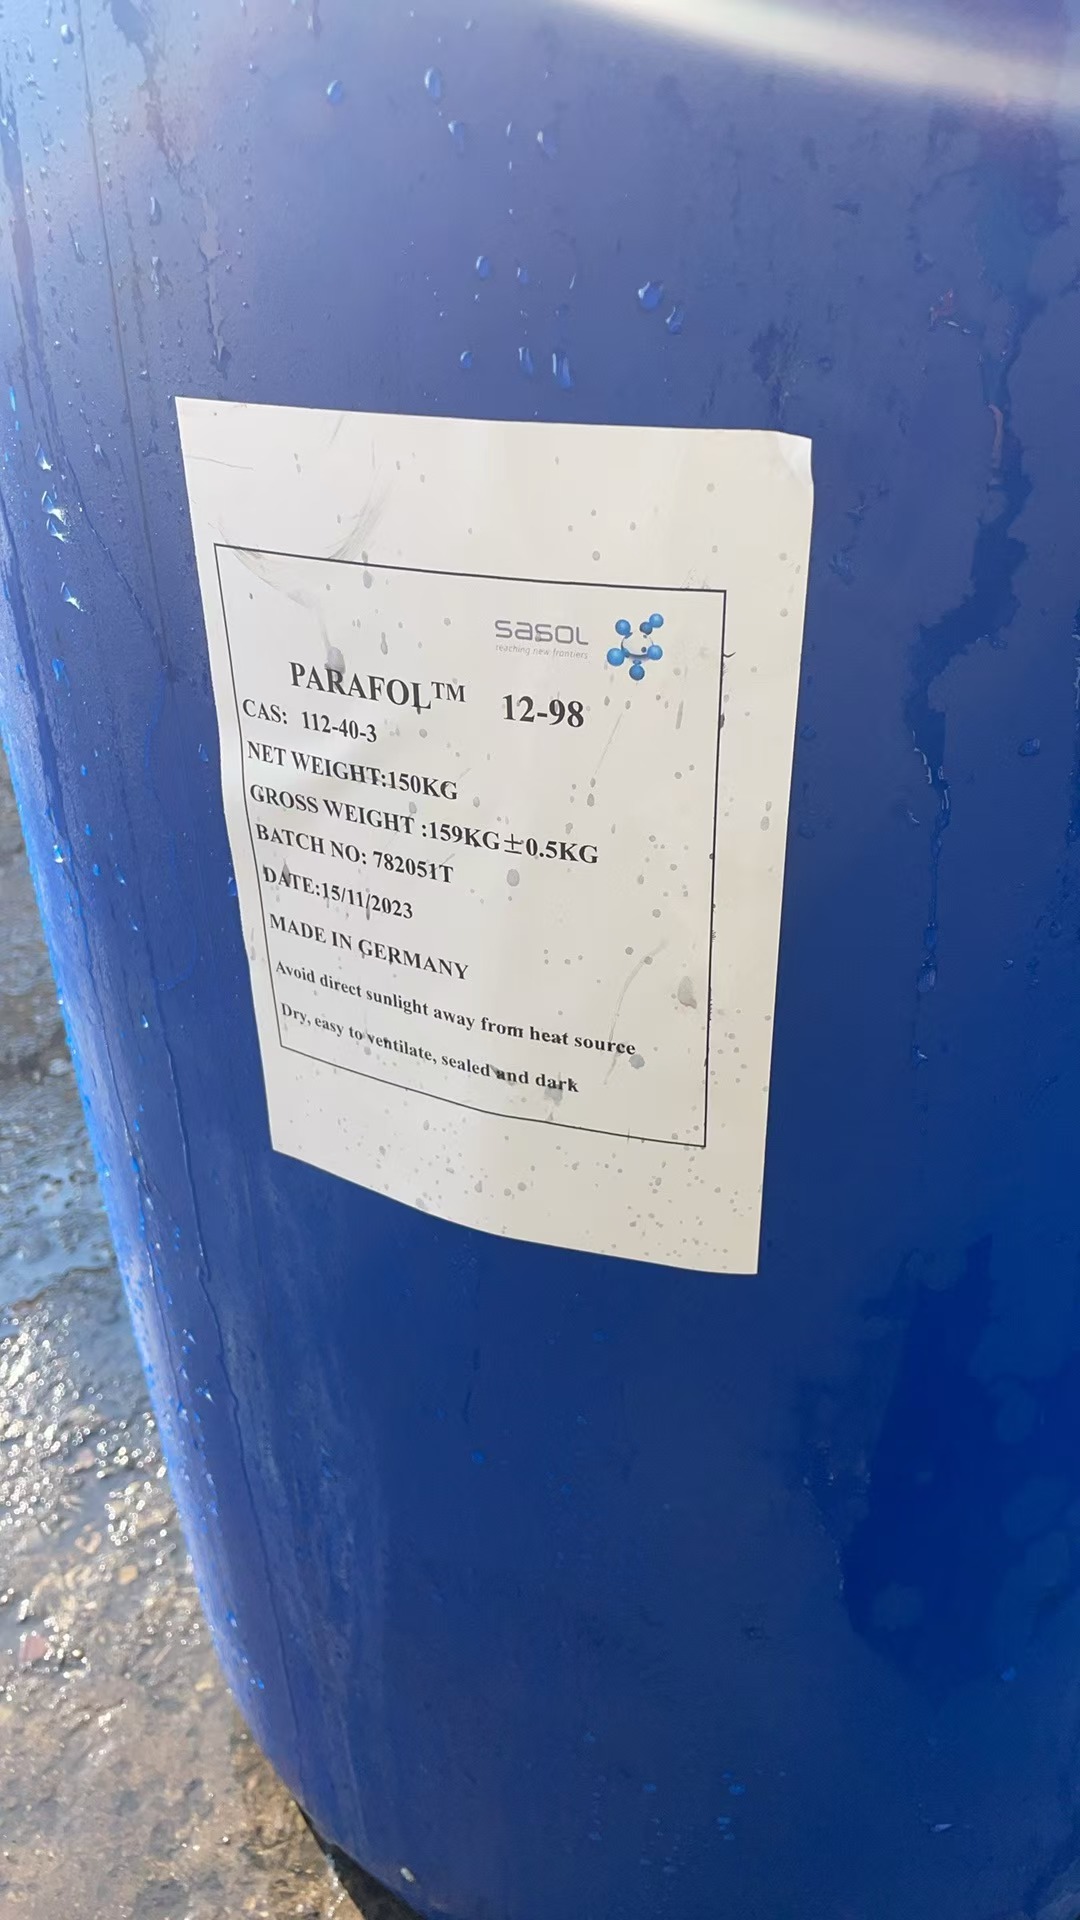 sasol
reaching new frontiers
PARAFOL™ 12-98
CAS: 112-40-3
NET WEIGHT:150KG
GROSS WEIGHT :159KG±0.5KG
BATCH NO: 782051T
DATE:15/11/2023
MADE IN GERMANY
Avoid direct sunlight away from heat source
Dry, easy to ventilate, sealed and dark